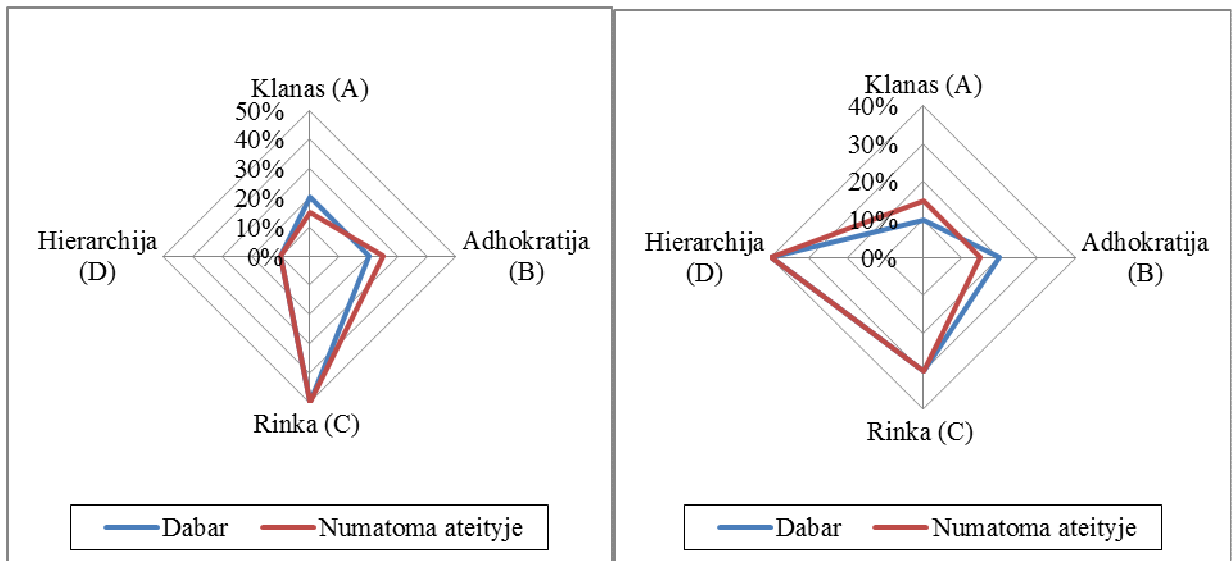 Klanas (A)
50%
40%
30%
20%
10%
0%
Hierarchija
(D)
Adhokratija
(B)
Rinka (C)
Dabar
Numatoma ateityje
Klanas (A)
40%
30%
20%
10%
0%
Hierarchija
(D)
Adhokratija
(B)
Rinka (C)
Dabar
Numatoma ateityje